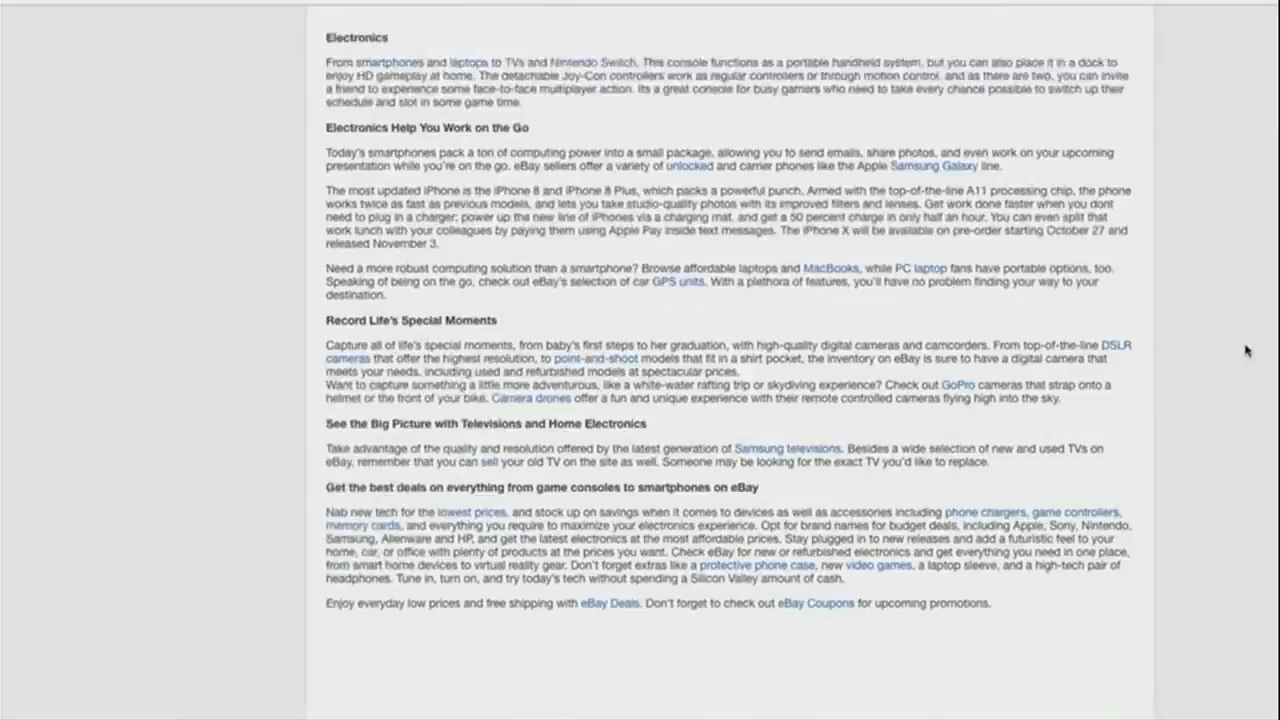 Electronics
From smartphones and laptops to TVs and Nintendo Switch. This console functions as a portable handheld system, but you can also place it in a dock to
enjoy HD gameplay at home. The detachable Joy-Con controllers work as regular controllers or through motion control, and as there are two, you can invite
a friend to experience some face-to-face multiplayer action. Its a great console for busy gamers who need to take every chance possible to switch up their
schedule and slot in some game time.
Electronics Help You Work on the Go
Today's smartphones pack a ton of computing power into a small package, allowing you to send emails, share photos, and even work on your upcoming
presentation while you're on the go. eBay sellers offer a variety of unlocked and carrier phones like the Apple Samsung Galaxy line.
The most updated iPhone is the iPhone 8 and iPhone 8 Plus, which packs a powerful punch. Armed with the top-of-the-line A11 processing chip, the phone
works twice as fast as previous models, and lets you take studio-quality photos with its improved filters and lenses. Get work done faster when you dont
need to plug in a charger; power up the new line of iPhones via a charging mat, and get a 50 percent charge in only half an hour. You can even split that
work lunch with your colleagues by paying them using Apple Pay inside text messages. The iPhone X will be available on pre-order starting October 27 and
released November 3.
Need a more robust computing solution than a smartphone? Browse affordable laptops and MacBooks, while PC laptop fans have portable options, too.
Speaking of being on the go, check out eBay's selection of car GPS units. With a plethora of features, you'll have no problem finding your way to your
destination.
Record Life's Special Moments
Capture all of life's special moments, from baby's first steps to her graduation, with high-quality digital cameras and camcorders. From top-of-the-line DSLR
cameras that offer the highest resolution, to point-and-shoot models that fit in a shirt pocket, the inventory on eBay is sure to have a digital camera that
meets your needs, including used and refurbished models at spectacular prices.
Want to capture something a little more adventurous, like a white-water rafting trip or skydiving experience? Check out GoPro cameras that strap onto a
helmet or the front of your bike. Camera drones offer a fun and unique experience with their remote controlled cameras flying high into the sky.
See the Big Picture with Televisions and Home Electronics
Take advantage of the quality and resolution offered by the latest generation of Samsung televisions. Besides a wide selection of new and used TVs on
eBay, remember that you can sell your old TV on the site as well. Someone may be looking for the exact TV you'd like to replace.
Get the best deals on everything from game consoles to smartphones on eBay
Nab new tech for the lowest prices, and stock up on savings when it comes to devices as well as accessories including phone chargers, game controllers,
memory cards, and everything you require to maximize your electronics experience. Opt for brand names for budget deals, including Apple, Sony, Nintendo,
Samsung, Alienware and HP, and get the latest electronics at the most affordable prices. Stay plugged in to new releases and add a futuristic feel to your
home, car, or office with plenty of products at the prices you want. Check eBay for new or refurbished electronics and get everything you need in one place,
from smart home devices to virtual reality gear. Don't forget extras like a protective phone case, new video games, a laptop sleeve, and a high-tech pair of
headphones. Tune in, turn on, and try today's tech without spending a Silicon Valley amount of cash.
Enjoy everyday low prices and free shipping with eBay Deals. Don't forget to check out eBay Coupons for upcoming promotions.